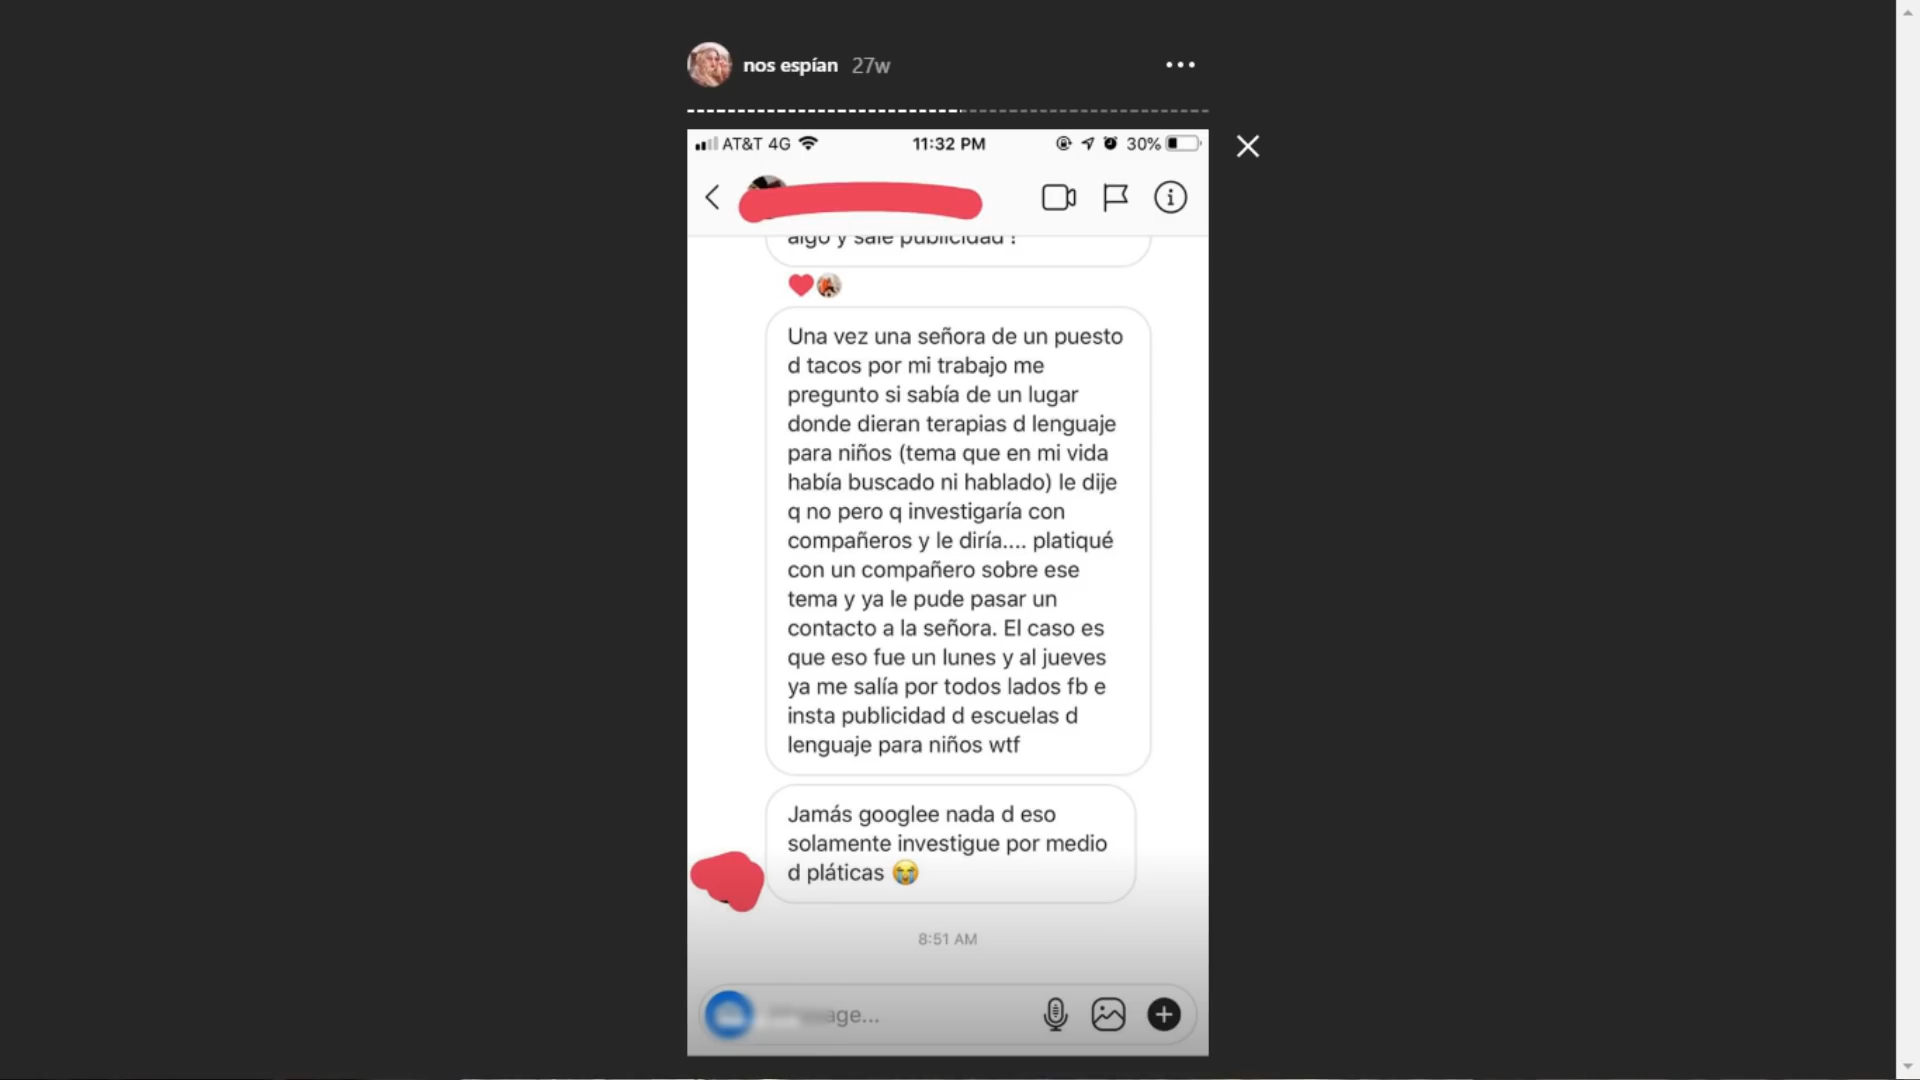 nos espían 27w
AT&T 4G 11:32 PM 30%
algo y sale publicidad !
Una vez una señora de un puesto
d tacos por mi trabajo me
pregunto si sabía de un lugar
donde dieran terapias d lenguaje
para niños (tema que en mi vida
había buscado ni hablado) le dije
q no pero q investigaría con
compañeros y le diría.... platiqué
con un compañero sobre ese
tema y ya le pude pasar un
contacto a la señora. El caso es
que eso fue un lunes y al jueves
ya me salía por todos lados fb e
insta publicidad d escuelas d
lenguaje para niños wtf
Jamás googlee nada d eso
solamente investigue por medio
d pláticas 😭
8:51 AM